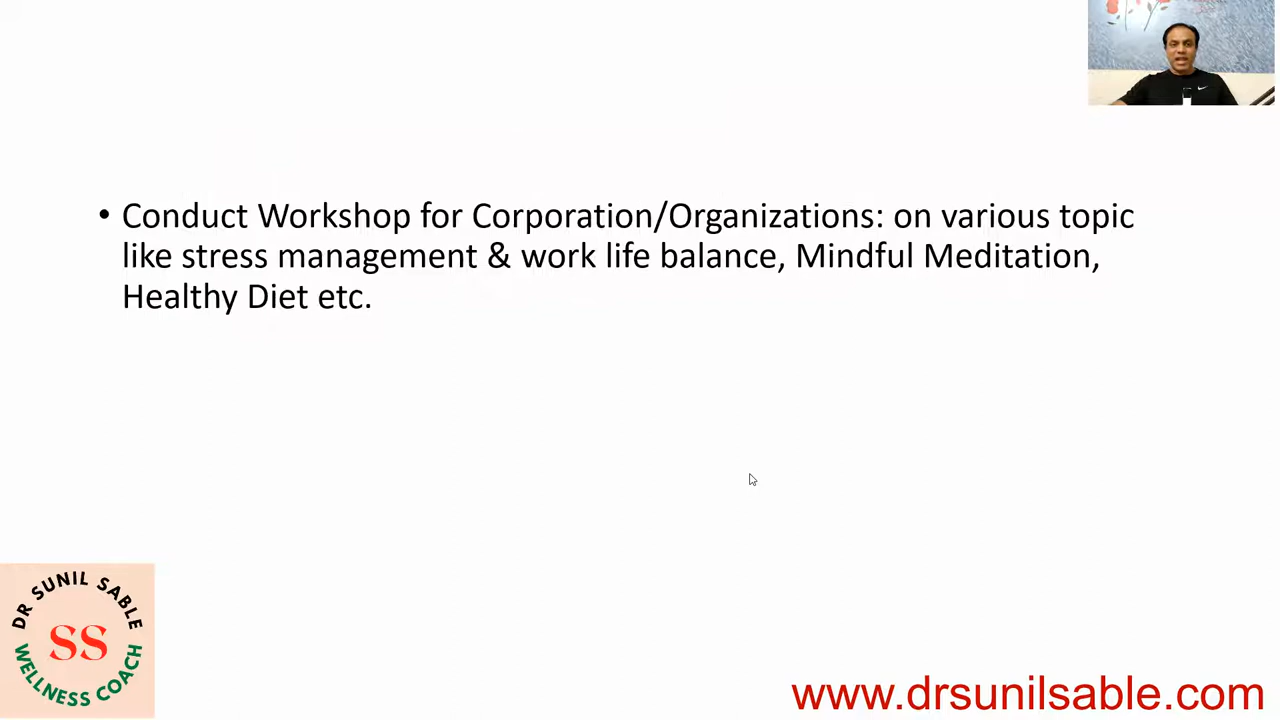 • Conduct Workshop for Corporation/Organizations: on various topic
like stress management & work life balance, Mindful Meditation,
Healthy Diet etc.
DR SUNIL SABLE
SS
WELLNESS COACH
www.drsunilsable.com